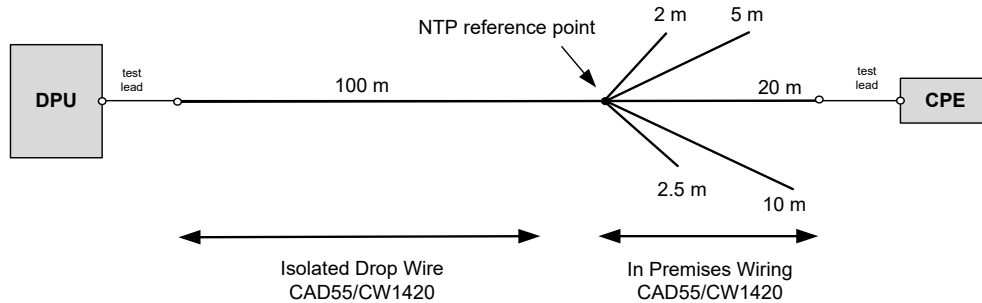 NTP reference point
2 m
5 m
DPU
test
lead
100 m
20 m
test
lead
CPE
2.5 m
10 m
Isolated Drop Wire
CAD55/CW1420
In Premises Wiring
CAD55/CW1420